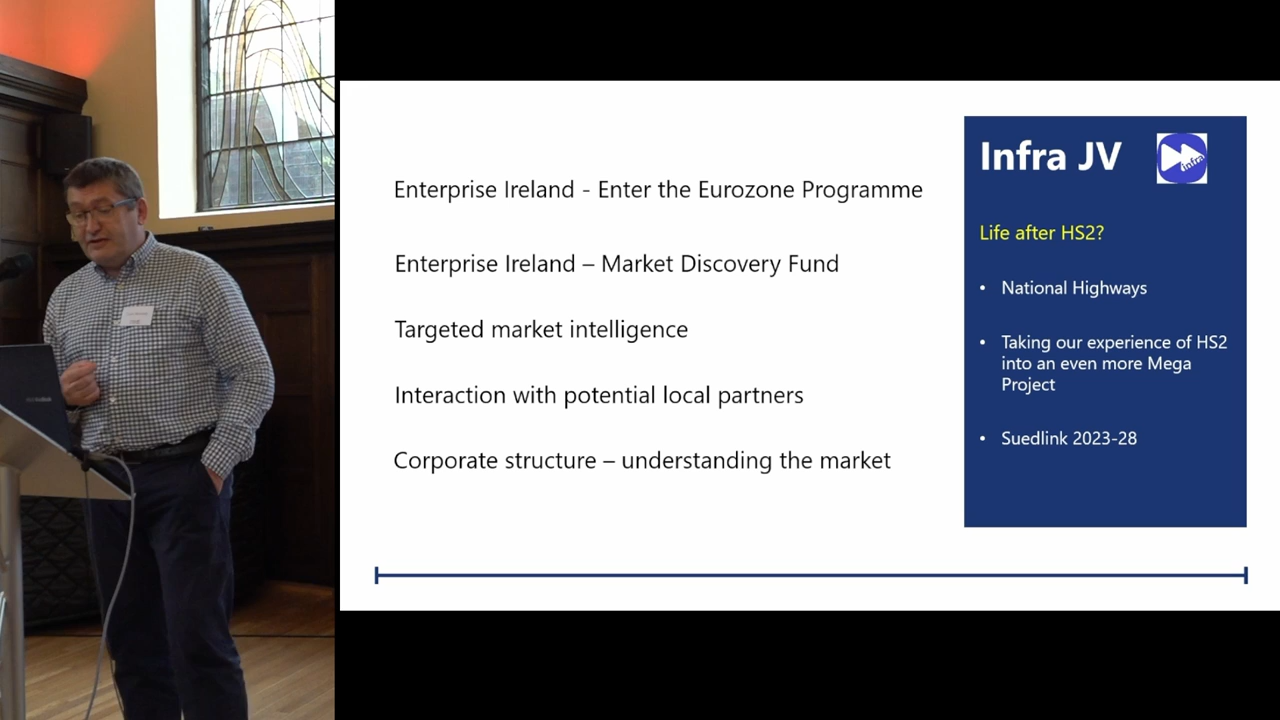 Enterprise Ireland - Enter the Eurozone Programme
Enterprise Ireland – Market Discovery Fund
Targeted market intelligence
Interaction with potential local partners
Corporate structure – understanding the market
Infra JV
infra
Life after HS2?
• National Highways
• Taking our experience of HS2
into an even more Mega
Project
• Suedlink 2023-28